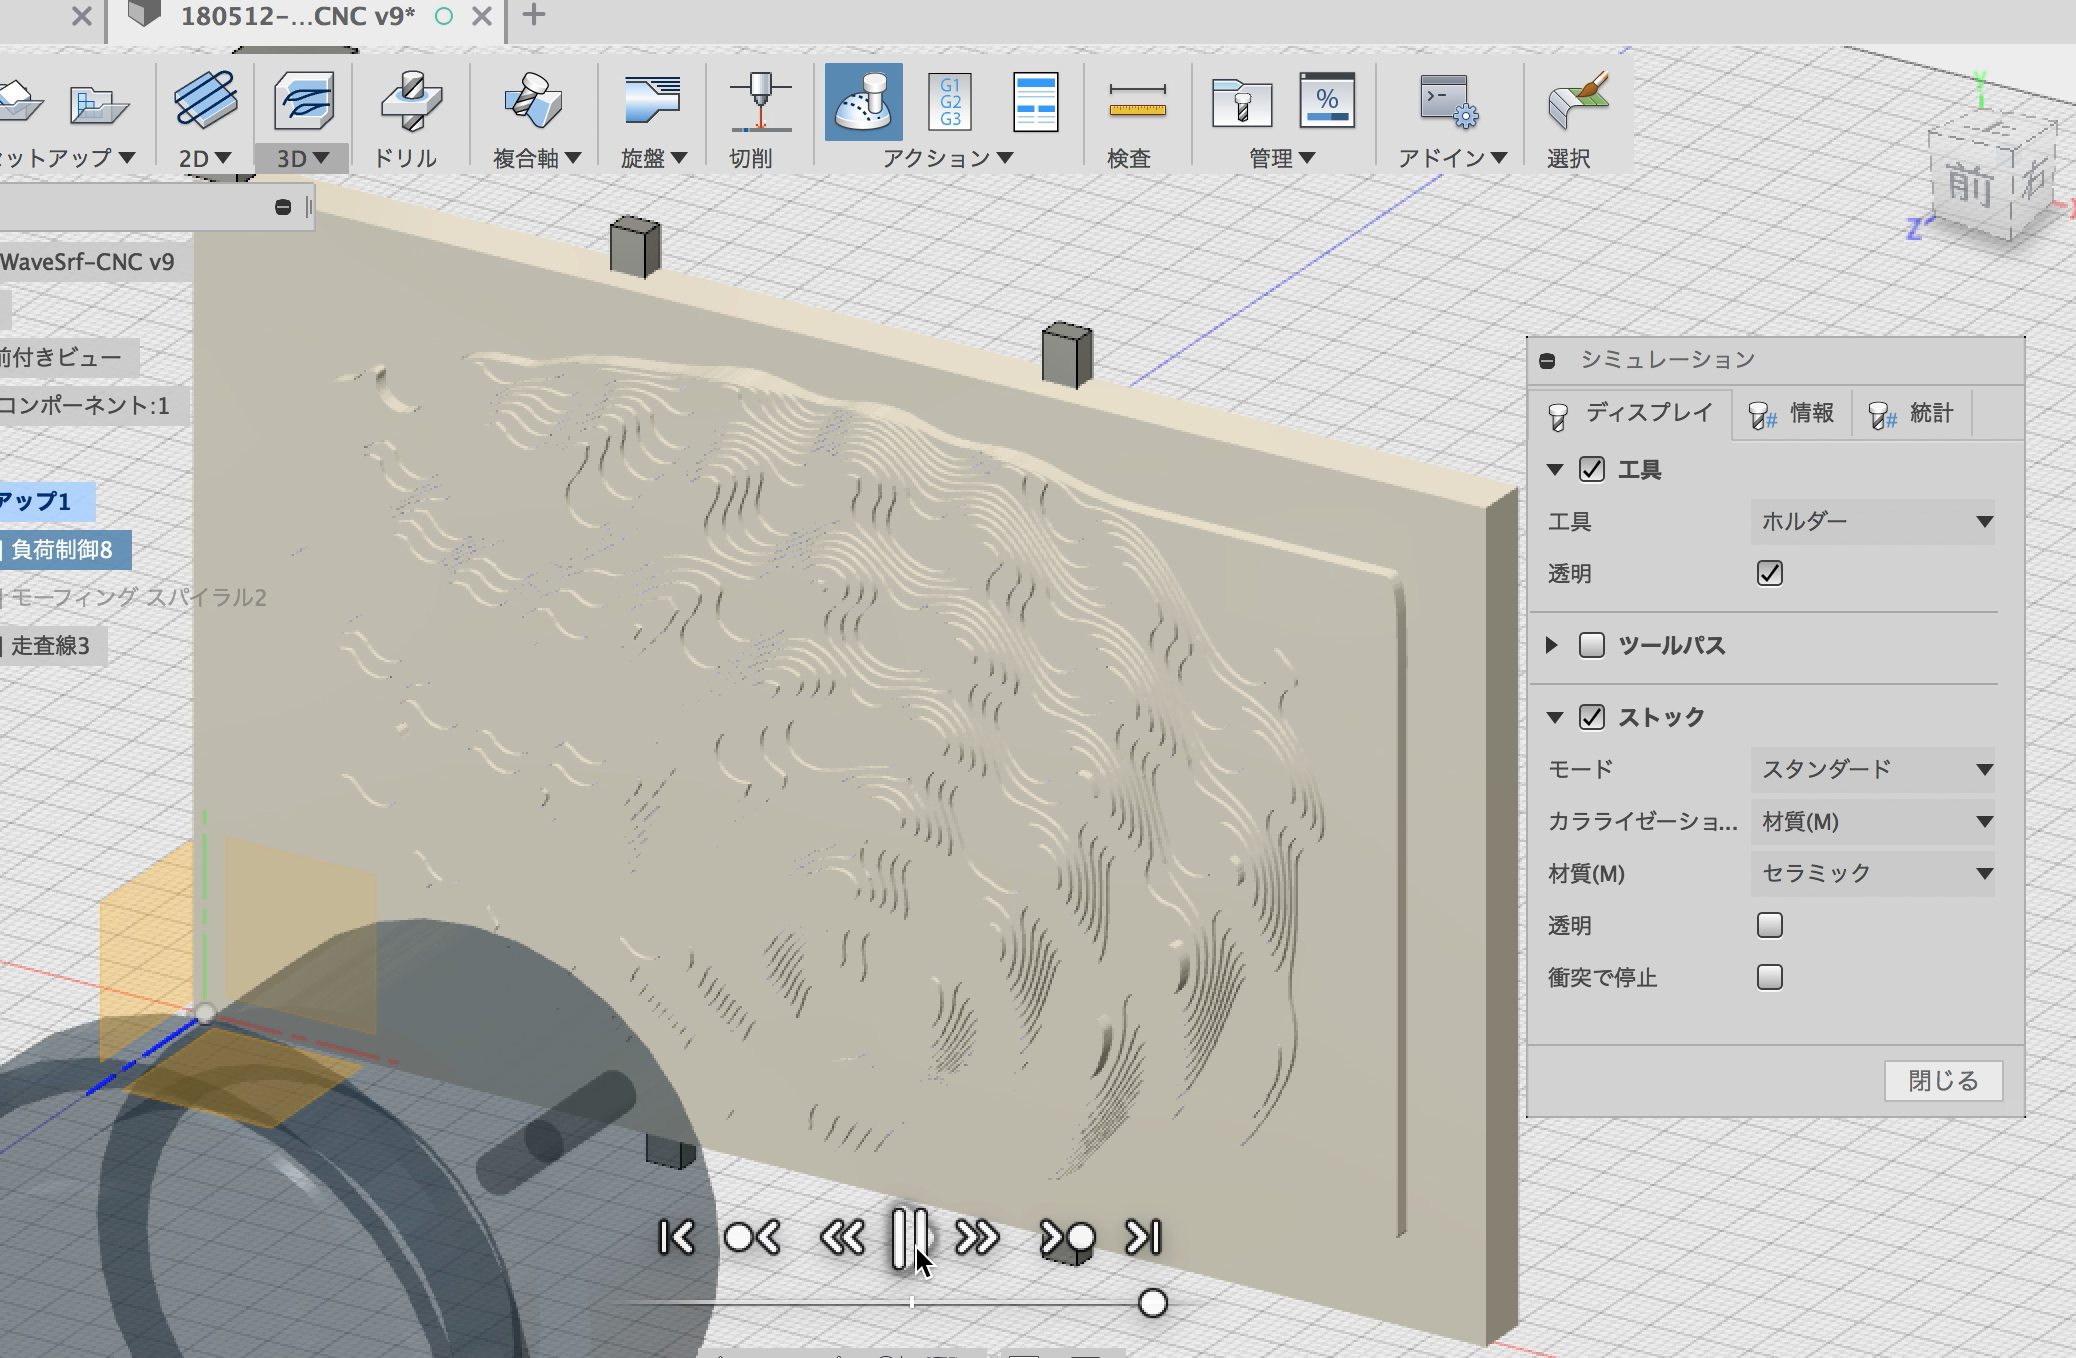 180512-...CNC v9*
G1
G2
G3
%
ットアップ
2D
3D
ドリル
複合軸
旋盤
切削
アクション
検査
管理
アドイン
選択
Y
前
右
Z
X
WaveSrf-CNC v9
前付きビュー
コンポーネント:1
アップ1
負荷制御8
モーフィング スパイラル2
走査線3
シミュレーション
ディスプレイ
# 情報
# 統計
工具
工具 ホルダー
透明
ツールパス
ストック
モード スタンダード
カラライゼーショ... 材質(M)
材質(M) セラミック
透明
衝突で停止
閉じる